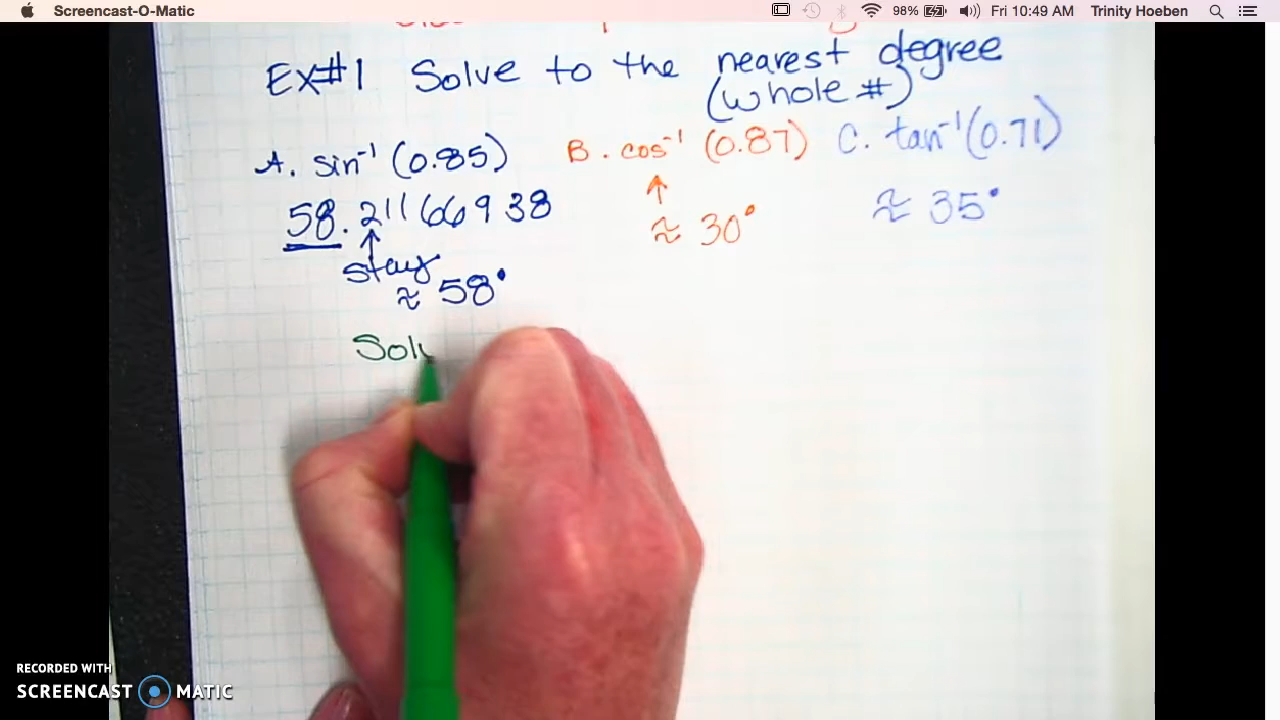 Screencast-O-Matic
98%
Fri 10:49 AM
Trinity Hoeben
Ex#1 Solve to the nearest degree
(whole #)
A. sin⁻¹ (0.85)
58.21166938
stay
≈ 58°
B. cos⁻¹ (0.87)
↑
≈ 30°
C. tan⁻¹ (0.71)
≈ 35°
Solv
RECORDED WITH
SCREENCAST O MATIC